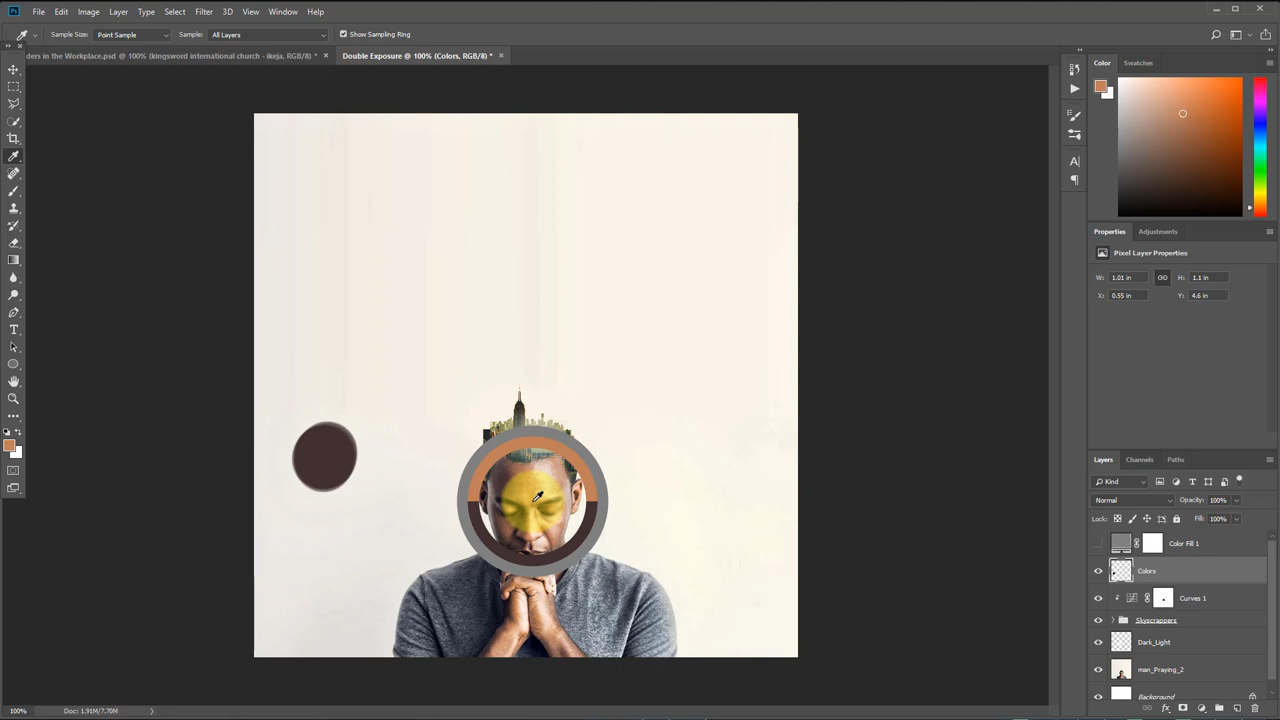 Ps File Edit Image Layer Type Select Filter 3D View Window Help
Sample Size: Point Sample Sample: All Layers Show Sampling Ring
ders in the Workplace.psd @ 100% (kingsword international church - ikeja, RGB/8) * × Double Exposure @ 100% (Colors, RGB/8) * ×
Color Swatches
Properties Adjustments
Pixel Layer Properties
W: 1.01 in H: 1.1 in
X: 0.55 in Y: 4.6 in
Layers Channels Paths
Kind
Normal Opacity: 100%
Lock: Fill: 100%
Color Fill 1
Colors
Curves 1
Skyscrappers
Dark_Light
man_Praying_2
Background
100% Doc: 1.91M/7.70M